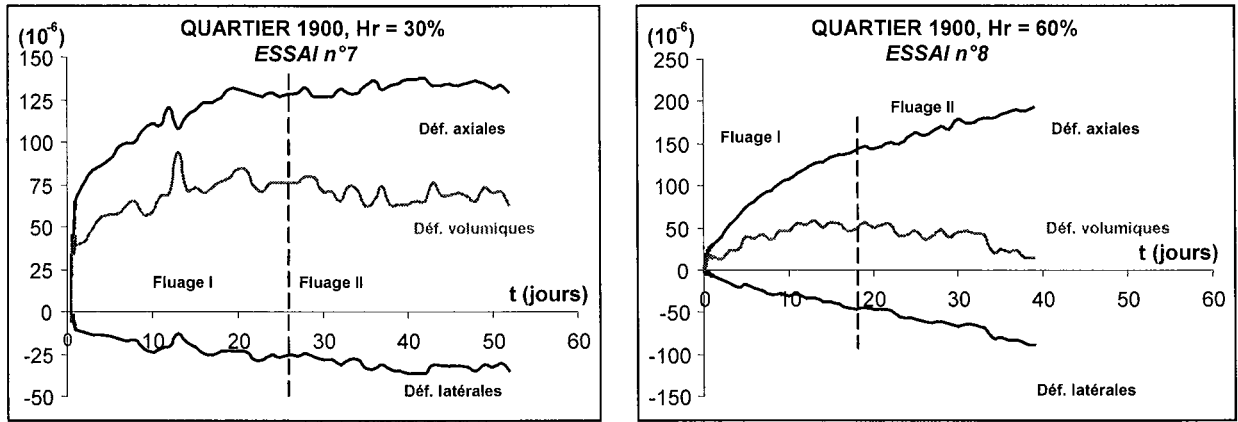 QUARTIER 1900, Hr = 30%
ESSAI n°7
(10⁻⁶)
150
125
100
75
50
25
0
-25
-50
Déf. axiales
Déf. volumiques
Fluage I
Fluage II
t (jours)
0 10 20 30 40 50 60
Déf. latérales
QUARTIER 1900, Hr = 60%
ESSAI n°8
(10⁻⁶)
250
200
150
100
50
0
-50
-100
-150
Fluage I
Fluage II
Déf. axiales
Déf. volumiques
t (jours)
0 10 20 30 40 50 60
Déf. latérales